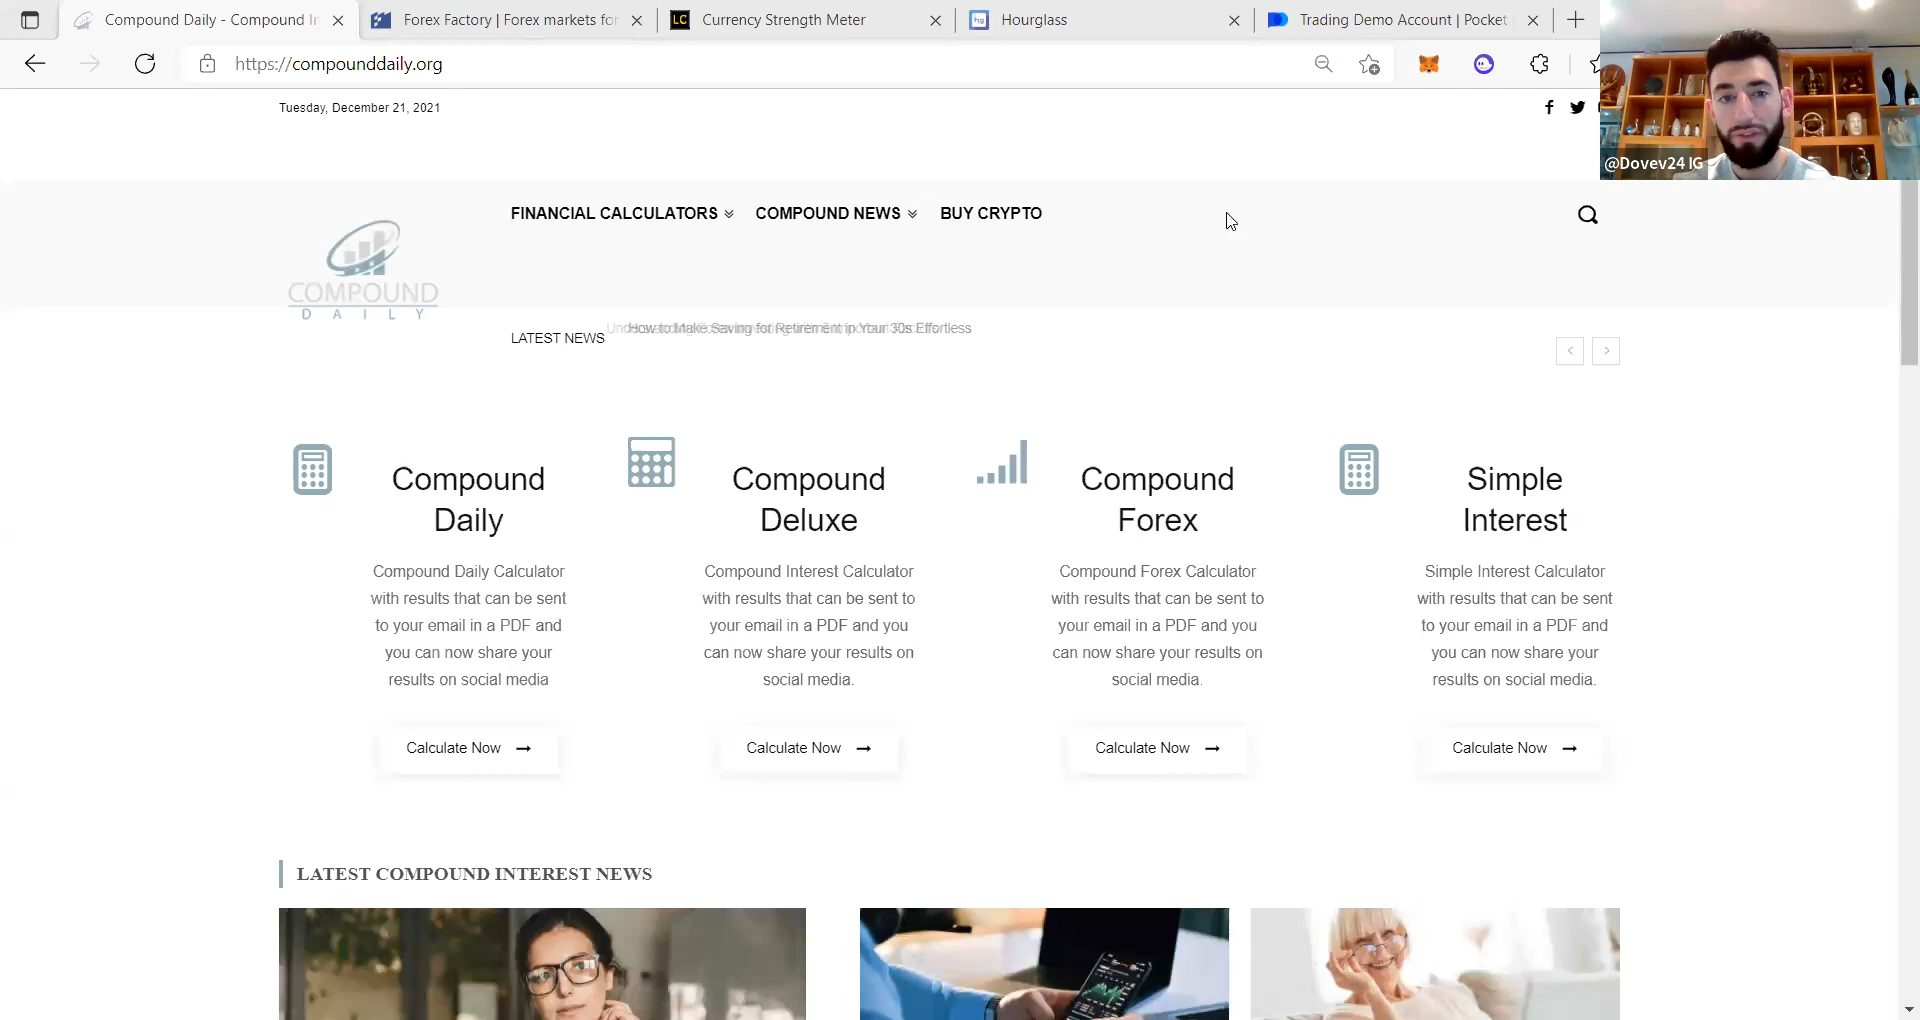 Compound Daily - Compound In
Forex Factory | Forex markets for
LC
Currency Strength Meter
hg
Hourglass
Trading Demo Account | Pocket
https://compounddaily.org
Tuesday, December 21, 2021
@Dovev24 IG
FINANCIAL CALCULATORS
COMPOUND NEWS
BUY CRYPTO
COMPOUND
DAILY
LATEST NEWS
How to Make Saving for Retirement in Your 30s Effortless
Compound
Daily
Compound Daily Calculator
with results that can be sent
to your email in a PDF and
you can now share your
results on social media
Calculate Now
Compound
Deluxe
Compound Interest Calculator
with results that can be sent to
your email in a PDF and you
can now share your results on
social media.
Calculate Now
Compound
Forex
Compound Forex Calculator
with results that can be sent to
your email in a PDF and you
can now share your results on
social media.
Calculate Now
Simple
Interest
Simple Interest Calculator
with results that can be sent
to your email in a PDF and
you can now share your
results on social media.
Calculate Now
LATEST COMPOUND INTEREST NEWS